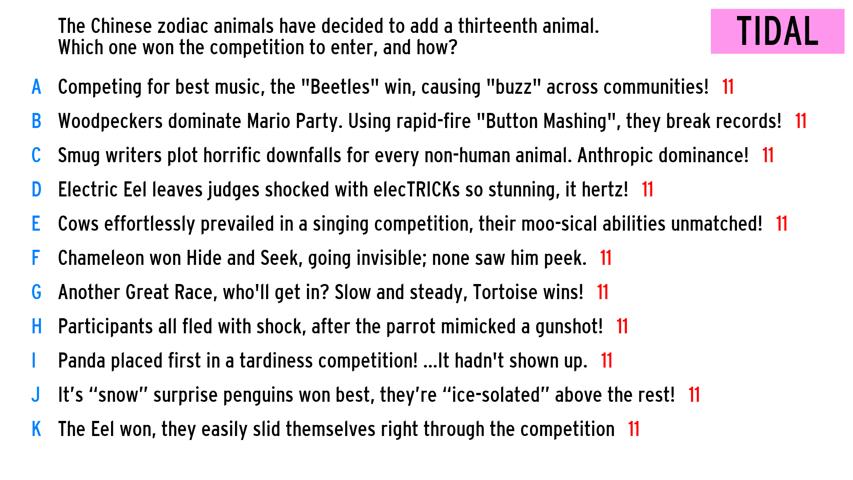 The Chinese zodiac animals have decided to add a thirteenth animal.
Which one won the competition to enter, and how?
TIDAL
A Competing for best music, the "Beetles" win, causing "buzz" across communities! 11
B Woodpeckers dominate Mario Party. Using rapid-fire "Button Mashing", they break records! 11
C Smug writers plot horrific downfalls for every non-human animal. Anthropic dominance! 11
D Electric Eel leaves judges shocked with elecTRICKs so stunning, it hertz! 11
E Cows effortlessly prevailed in a singing competition, their moo-sical abilities unmatched! 11
F Chameleon won Hide and Seek, going invisible; none saw him peek. 11
G Another Great Race, who'll get in? Slow and steady, Tortoise wins! 11
H Participants all fled with shock, after the parrot mimicked a gunshot! 11
I Panda placed first in a tardiness competition! ...It hadn't shown up. 11
J It’s “snow” surprise penguins won best, they’re “ice-solated” above the rest! 11
K The Eel won, they easily slid themselves right through the competition 11